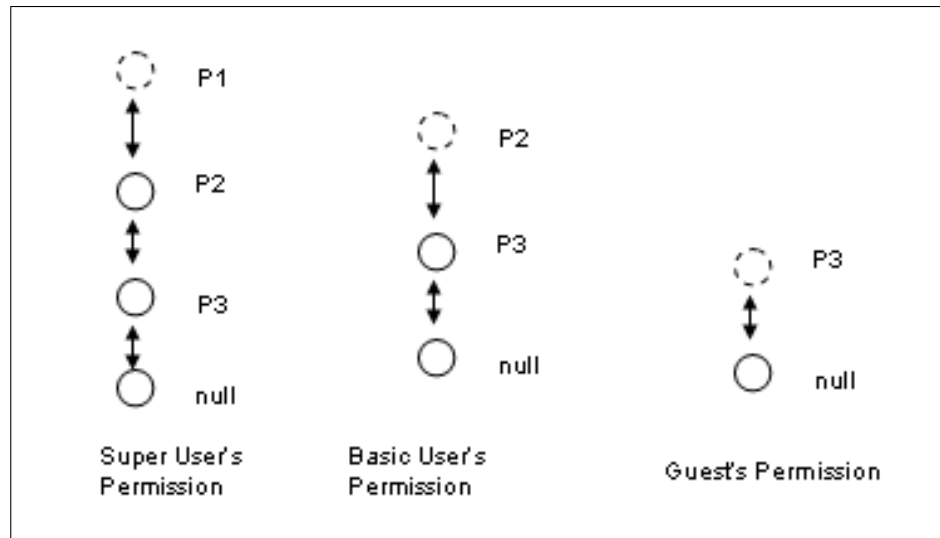 P1
P2
P3
null
Super User's
Permission
P2
P3
null
Basic User's
Permission
P3
null
Guest's Permission